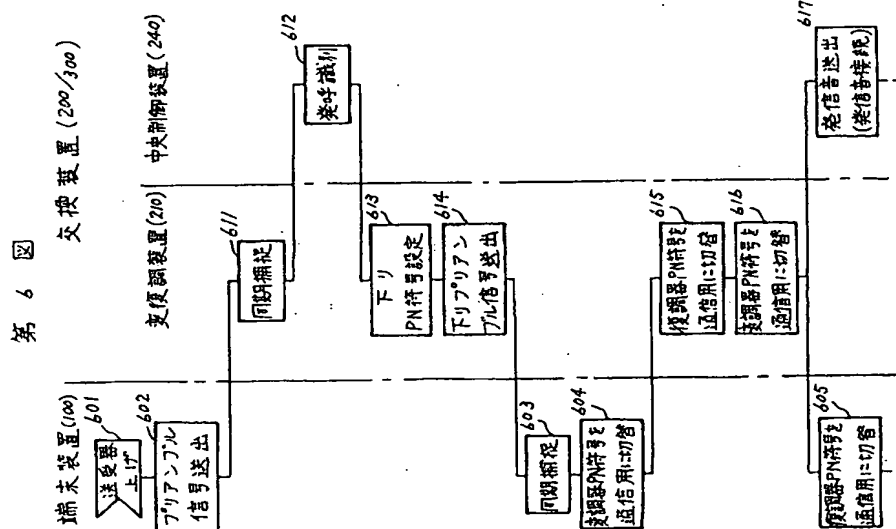 第 6 図
交換装置(200/300)
端末装置(100)
変復調装置(210)
中央制御装置(240)
601
送受器
上げ
602
プリアンブル
信号送出
611
同期捕捉
612
発呼識別
613
下リ
PN符号設定
614
下リプリアン
ブル信号送出
603
同期捕捉
604
変調器PN符号を
通信用に切替
615
復調器PN符号を
通信用に切替
616
変調器PN符号を
通信用に切替
605
復調器PN符号を
通信用に切替
617
発信音送出
(発信音接続)